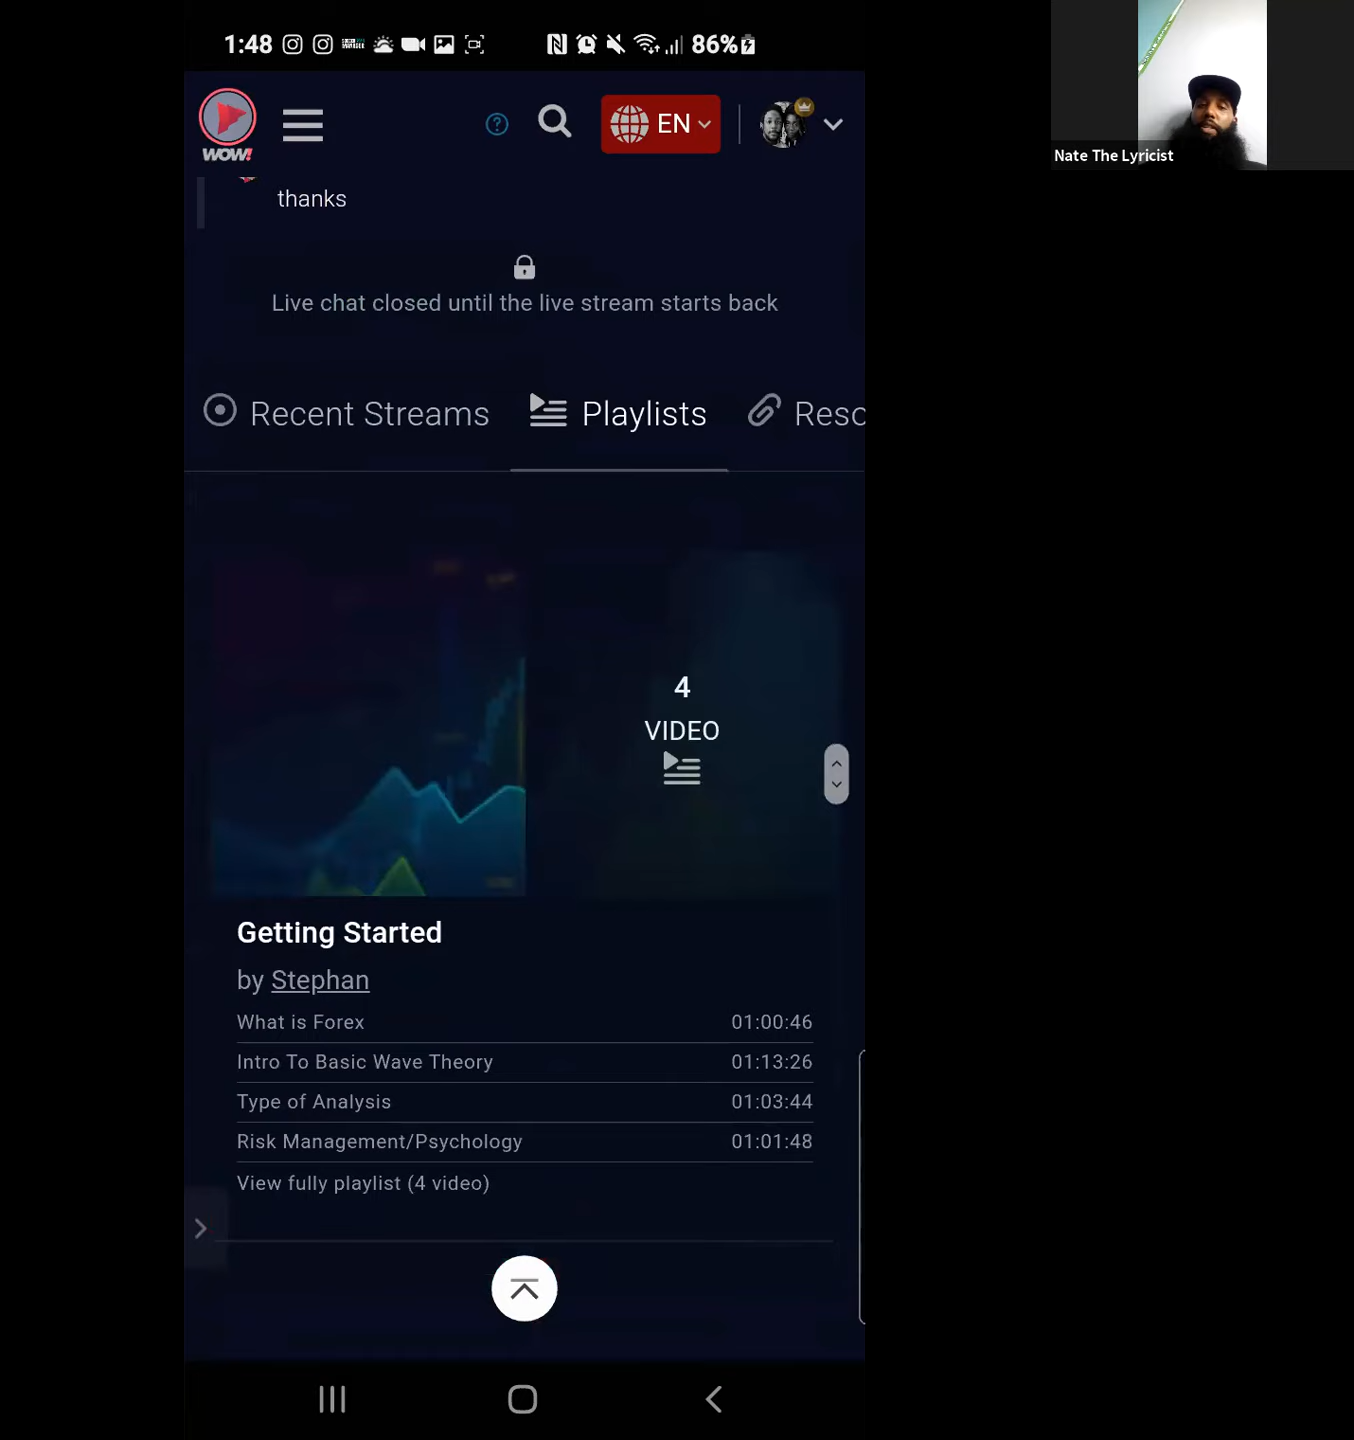 1:48
86%
Nate The Lyricist
WOW!
EN
thanks
Live chat closed until the live stream starts back
Recent Streams
Playlists
Reso
4
VIDEO
Getting Started
by Stephan
What is Forex 01:00:46
Intro To Basic Wave Theory 01:13:26
Type of Analysis 01:03:44
Risk Management/Psychology 01:01:48
View fully playlist (4 video)